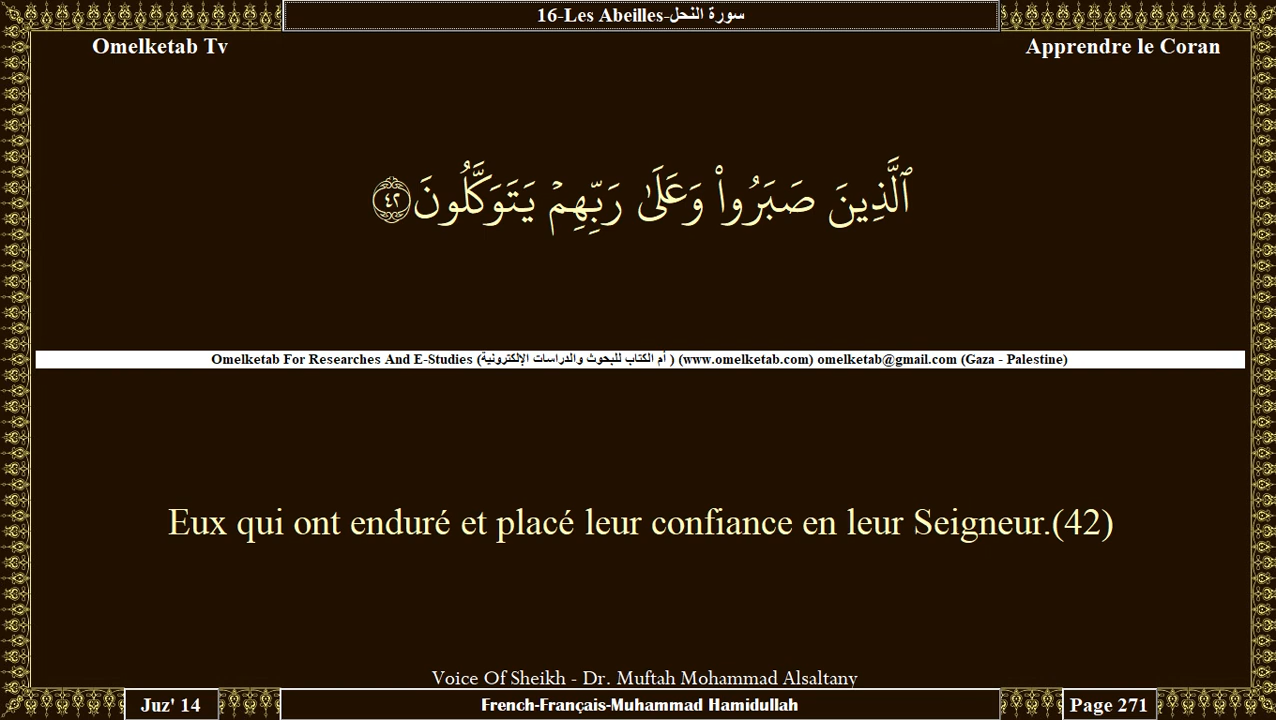 16-Les Abeilles-سورة النحل
Omelketab Tv
Apprendre le Coran
ٱلَّذِينَ صَبَرُوا۟ وَعَلَىٰ رَبِّهِمۡ يَتَوَكَّلُونَ ٤٢
Omelketab For Researches And E-Studies (أم الكتاب للبحوث والدراسات الإلكترونية ) (www.omelketab.com) omelketab@gmail.com (Gaza - Palestine)
Eux qui ont enduré et placé leur confiance en leur Seigneur.(42)
Voice Of Sheikh - Dr. Muftah Mohammad Alsaltany
Juz' 14
French-Français-Muhammad Hamidullah
Page 271